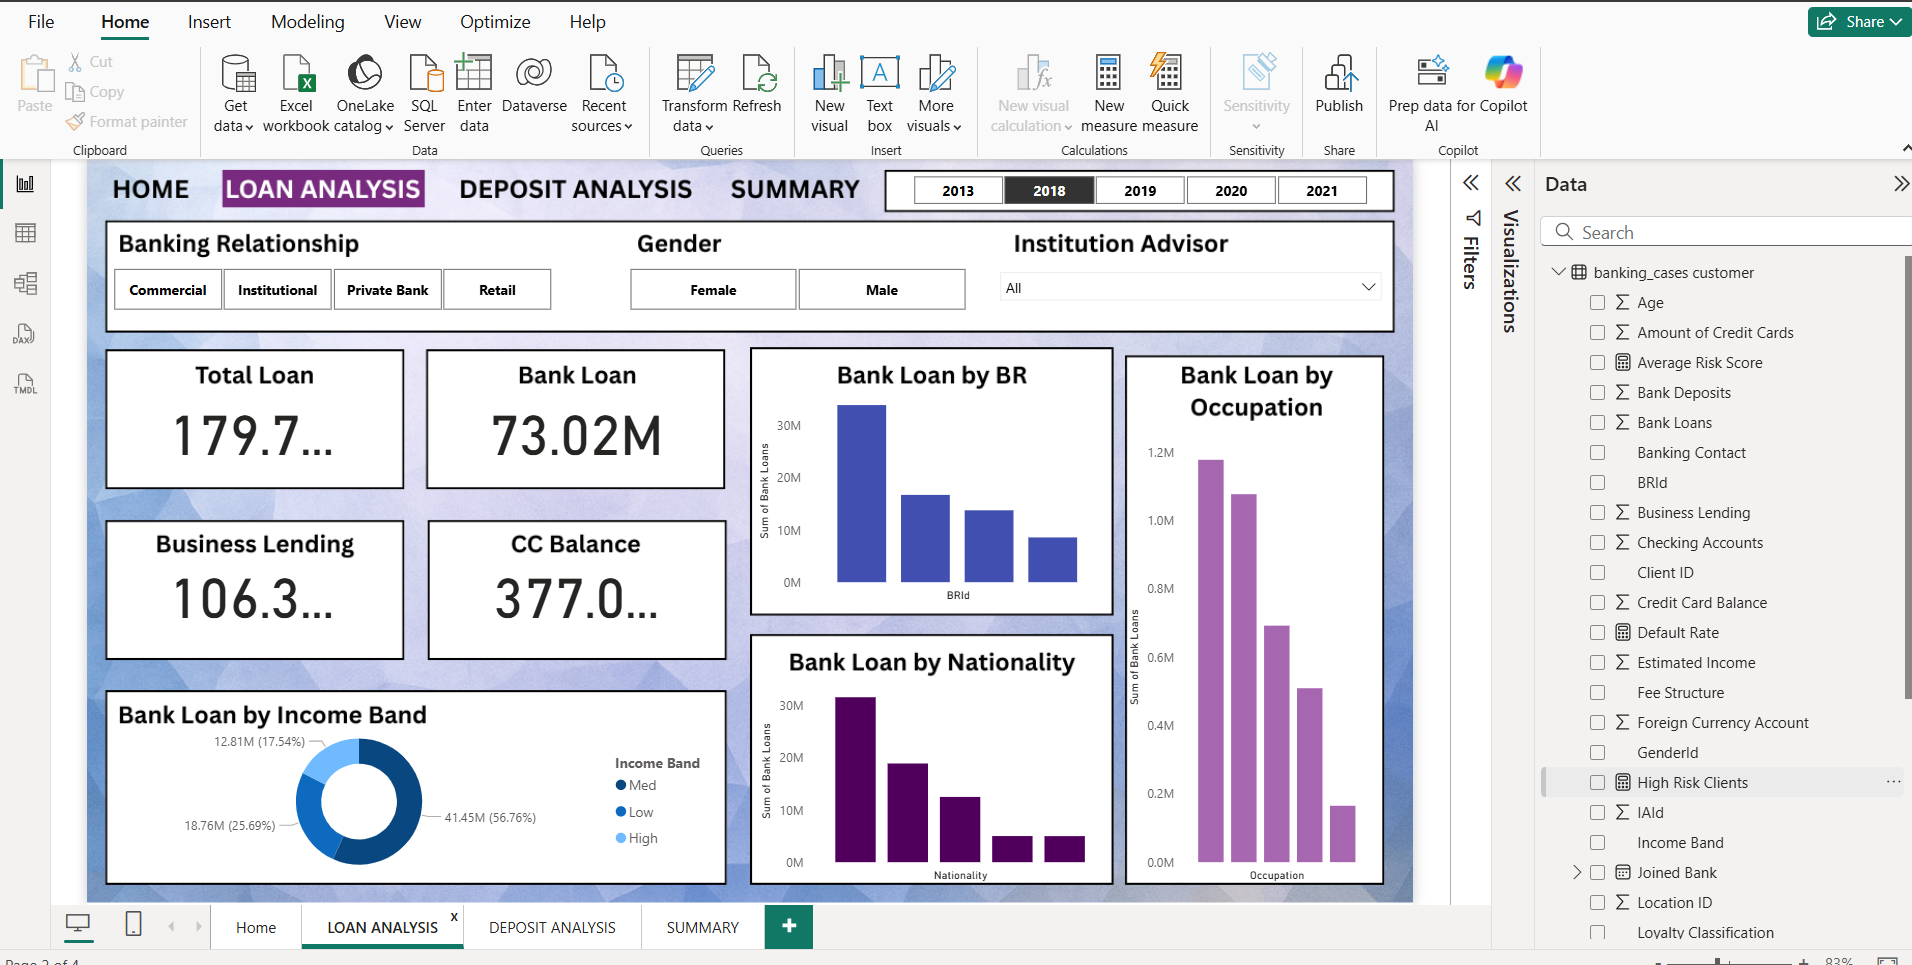 File Home Insert Modeling View Optimize Help
Share
Paste
Cut
Copy
Format painter
Clipboard
Get data
Excel workbook
OneLake catalog
SQL Server
Enter data
Dataverse
Recent sources
Data
Transform data
Refresh
Queries
New visual
Text box
More visuals
Insert
New visual calculation
New measure
Quick measure
Calculations
Sensitivity
Sensitivity
Publish
Share
Prep data for AI
Copilot
Copilot
DAX
TMDL
HOME LOAN ANALYSIS DEPOSIT ANALYSIS SUMMARY
2013 2018 2019 2020 2021
Banking Relationship
Commercial Institutional Private Bank Retail
Gender
Female Male
Institution Advisor
All
Total Loan
179.7...
Bank Loan
73.02M
Business Lending
106.3...
CC Balance
377.0...
Bank Loan by Income Band
12.81M (17.54%)
18.76M (25.69%)
41.45M (56.76%)
Income Band
Med
Low
High
Bank Loan by BR
Sum of Bank Loans
30M
20M
10M
0M
BRId
Bank Loan by Nationality
Sum of Bank Loans
30M
20M
10M
0M
Nationality
Bank Loan by
Occupation
Sum of Bank Loans
1.2M
1.0M
0.8M
0.6M
0.4M
0.2M
0.0M
Occupation
Filters
Visualizations
Data
Search
banking_cases customer
Age
Amount of Credit Cards
Average Risk Score
Bank Deposits
Bank Loans
Banking Contact
BRId
Business Lending
Checking Accounts
Client ID
Credit Card Balance
Default Rate
Estimated Income
Fee Structure
Foreign Currency Account
GenderId
High Risk Clients
IAId
Income Band
Joined Bank
Location ID
Loyalty Classification
Home LOAN ANALYSIS x DEPOSIT ANALYSIS SUMMARY +
Page 2 of 4
- + 83%